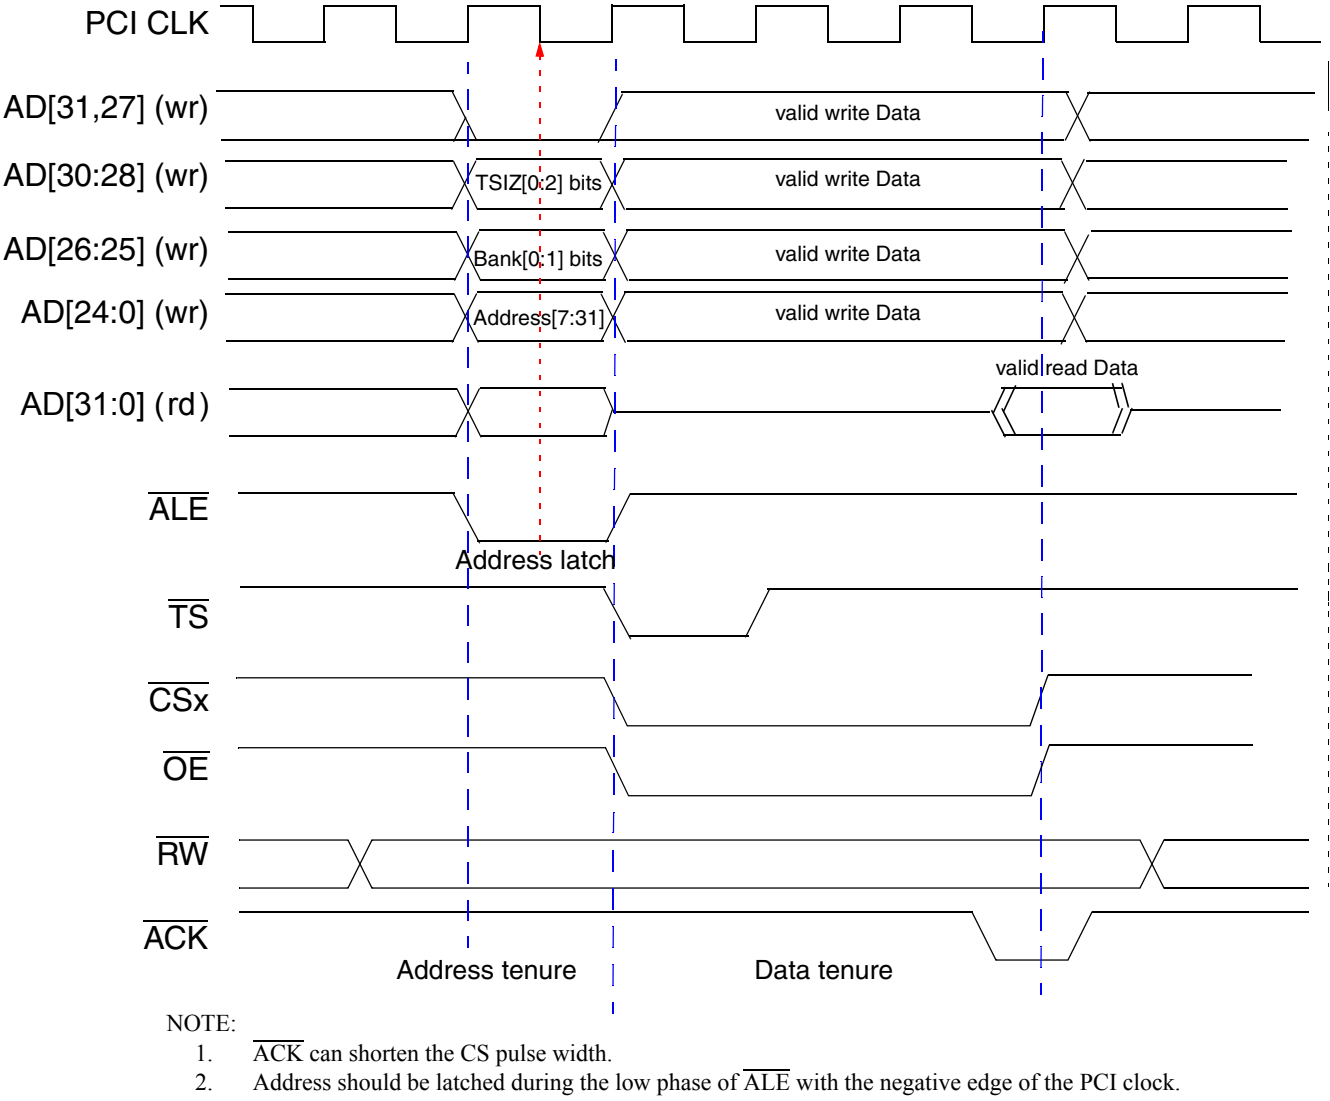 PCI CLK
AD[31,27] (wr)
valid write Data
AD[30:28] (wr)
TSIZ[0:2] bits
valid write Data
AD[26:25] (wr)
Bank[0:1] bits
valid write Data
AD[24:0] (wr)
Address[7:31]
valid write Data
valid read Data
AD[31:0] (rd)
ALE
Address latch
TS
CSx
OE
RW
ACK
Address tenure
Data tenure
NOTE:
1. ACK can shorten the CS pulse width.
2. Address should be latched during the low phase of ALE with the negative edge of the PCI clock.